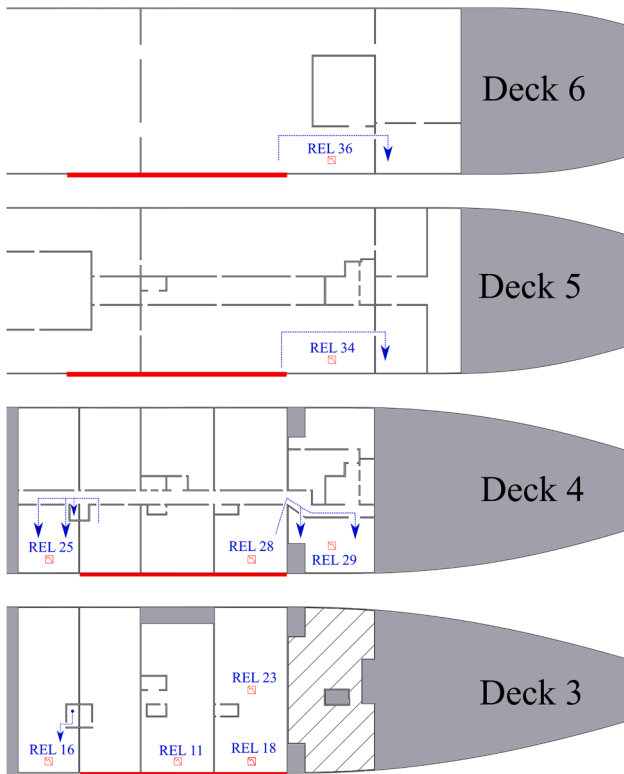 Deck 6
REL 36
Deck 5
REL 34
Deck 4
REL 25
REL 28
REL 29
Deck 3
REL 23
REL 16
REL 11
REL 18